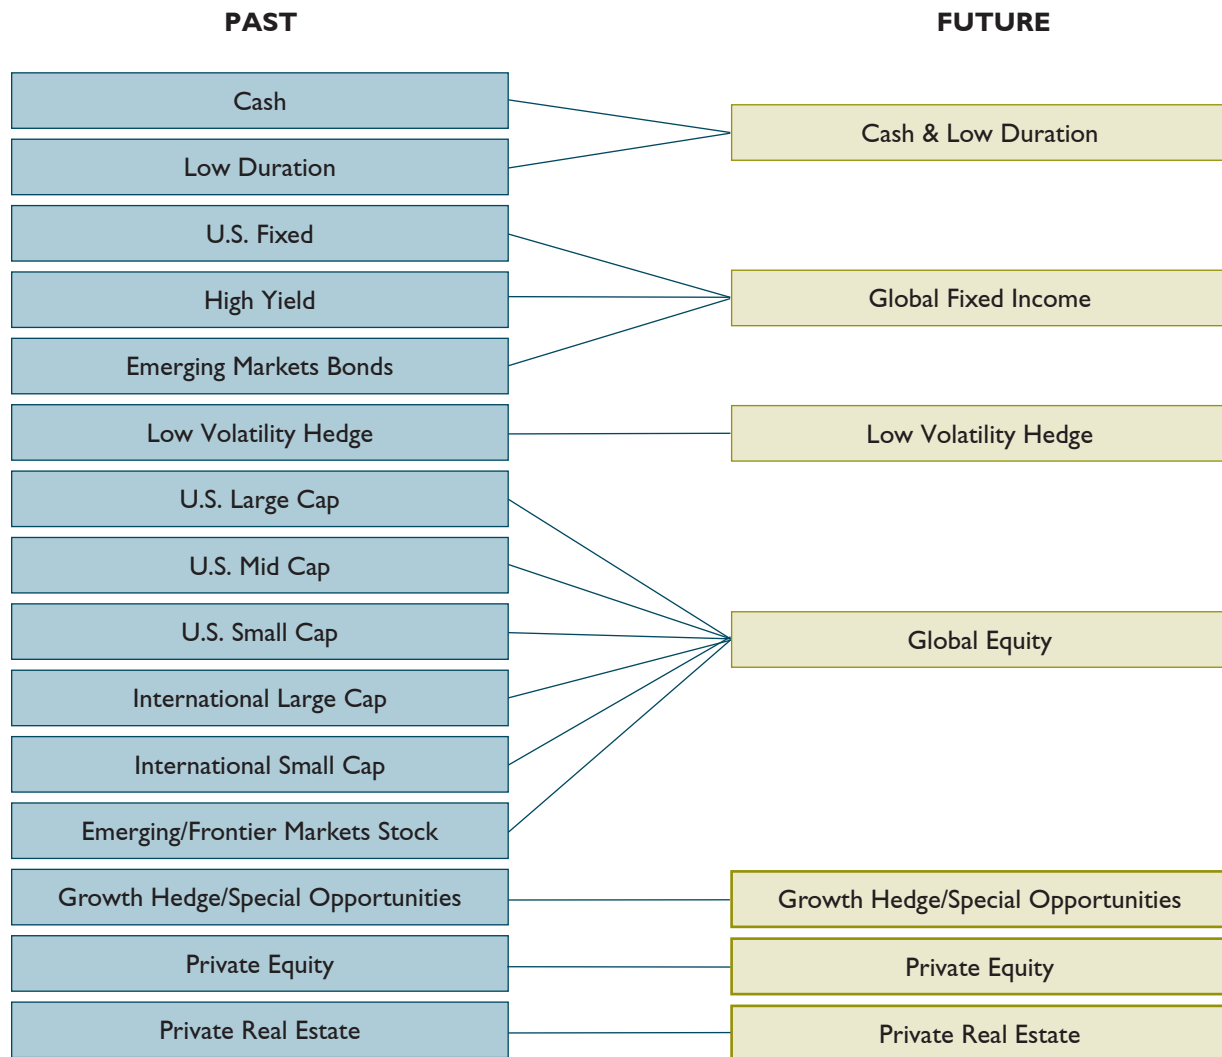 PAST
FUTURE
Cash
Low Duration
U.S. Fixed
High Yield
Emerging Markets Bonds
Low Volatility Hedge
U.S. Large Cap
U.S. Mid Cap
U.S. Small Cap
International Large Cap
International Small Cap
Emerging/Frontier Markets Stock
Growth Hedge/Special Opportunities
Private Equity
Private Real Estate
Cash & Low Duration
Global Fixed Income
Low Volatility Hedge
Global Equity
Growth Hedge/Special Opportunities
Private Equity
Private Real Estate